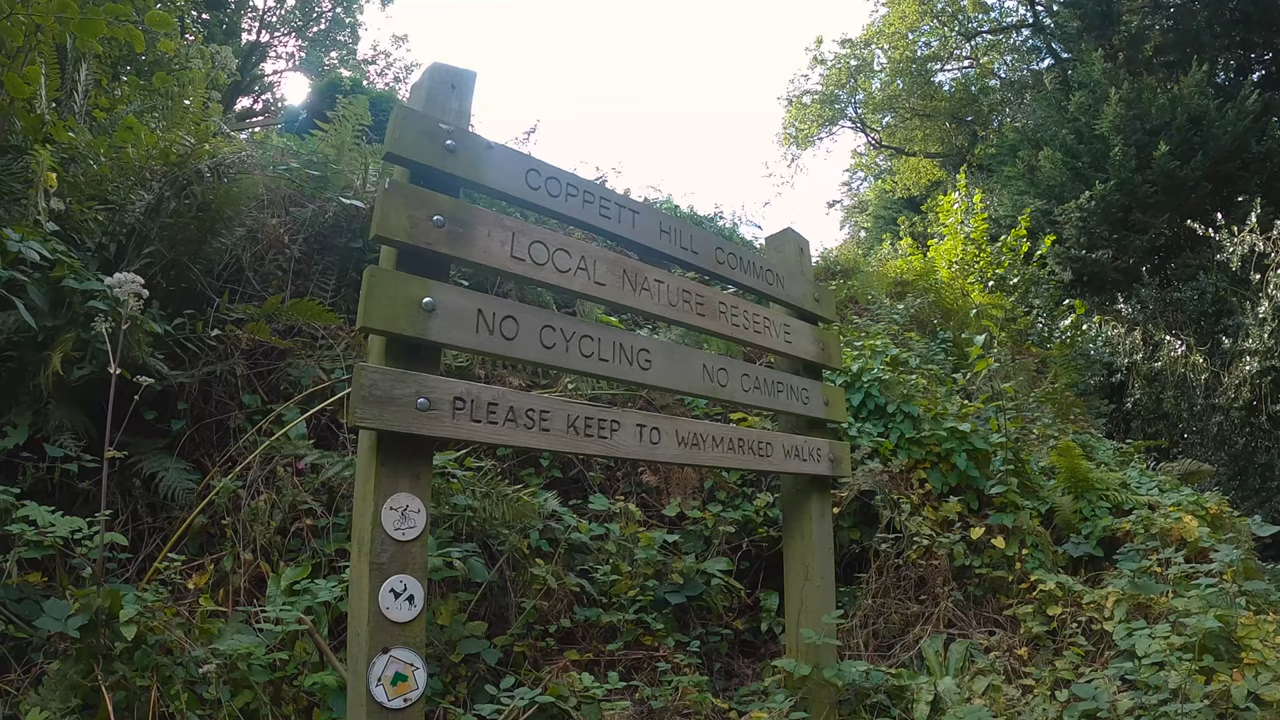 COPPETT HILL COMMON
LOCAL NATURE RESERVE
NO CYCLING NO CAMPING
PLEASE KEEP TO WAYMARKED WALKS